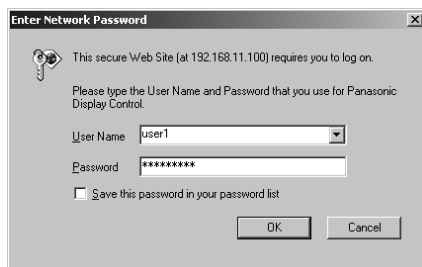 Enter Network Password
This secure Web Site (at 192.168.11.100) requires you to log on.
Please type the User Name and Password that you use for Panasonic
Display Control.
User Name user1
Password *********
Save this password in your password list
OK Cancel